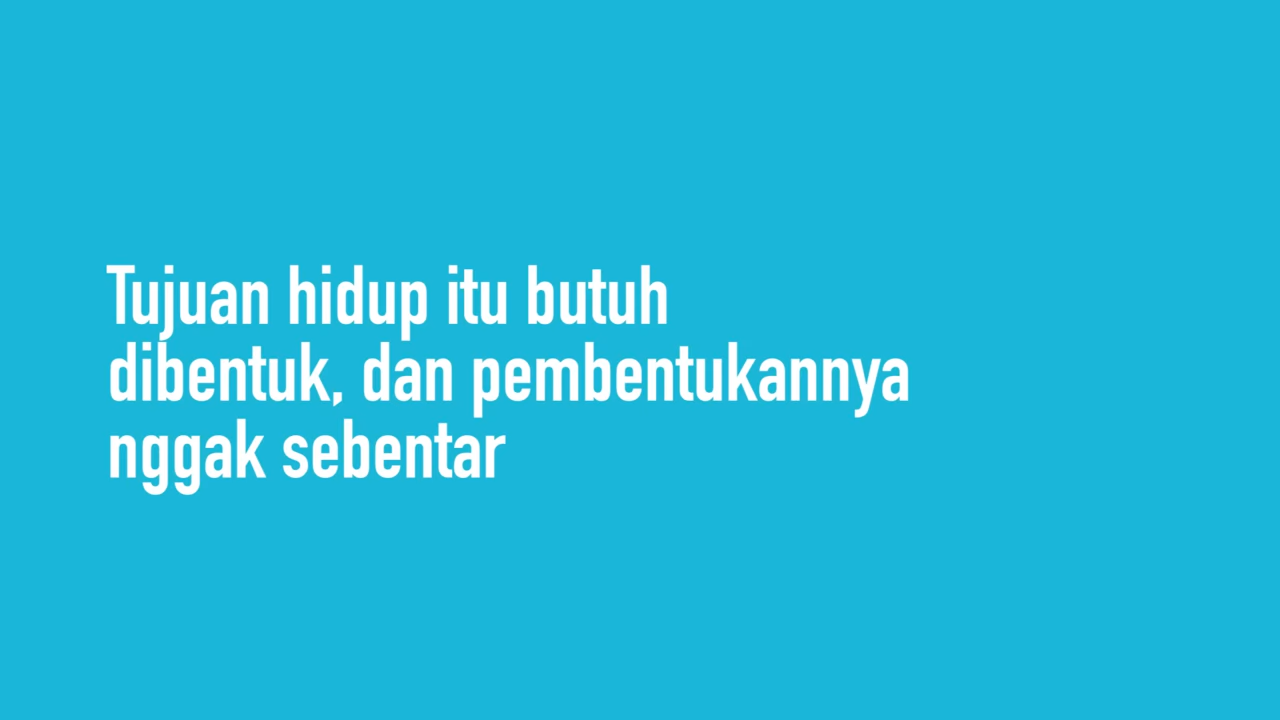 Tujuan hidup itu butuh
dibentuk, dan pembentukannya
nggak sebentar